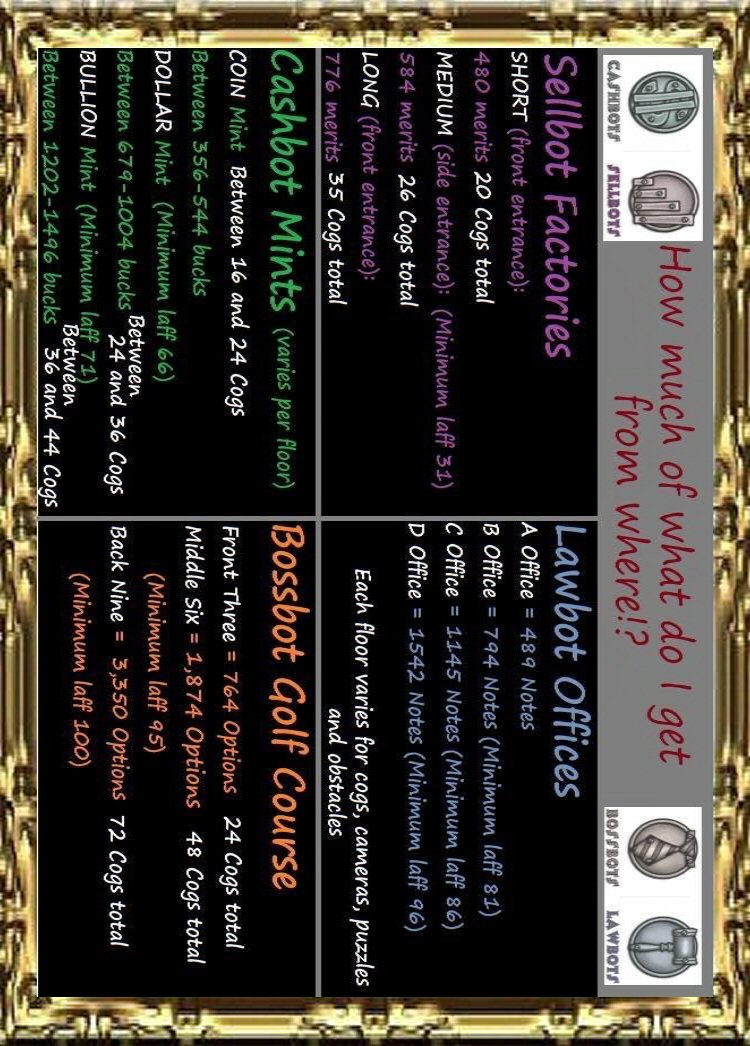 CASHBOTS
SELLBOTS
How much of what do I get
from where!?
BOSSBOTS
LAWBOTS
Sellbot Factories
SHORT (front entrance):
480 merits 20 Cogs total
MEDIUM (side entrance): (Minimum laff 31)
584 merits 26 Cogs total
LONG (front entrance):
776 merits 35 Cogs total
Lawbot Offices
A Office = 489 Notes
B Office = 794 Notes (Minimum laff 81)
C Office = 1145 Notes (Minimum laff 86)
D Office = 1542 Notes (Minimum laff 96)
Each floor varies for cogs, cameras, puzzles
and obstacles
Cashbot Mints (varies per floor)
COIN Mint Between 16 and 24 Cogs
Between 356-544 bucks
DOLLAR Mint (Minimum laff 66)
Between 679-1004 bucks Between
24 and 36 Cogs
BULLION Mint (Minimum laff 71)
Between 1202-1496 bucks Between
36 and 44 Cogs
Bossbot Golf Course
Front Three = 764 Options 24 Cogs total
Middle Six = 1,874 Options 48 Cogs total
(Minimum laff 95)
Back Nine = 3,350 Options 72 Cogs total
(Minimum laff 100)